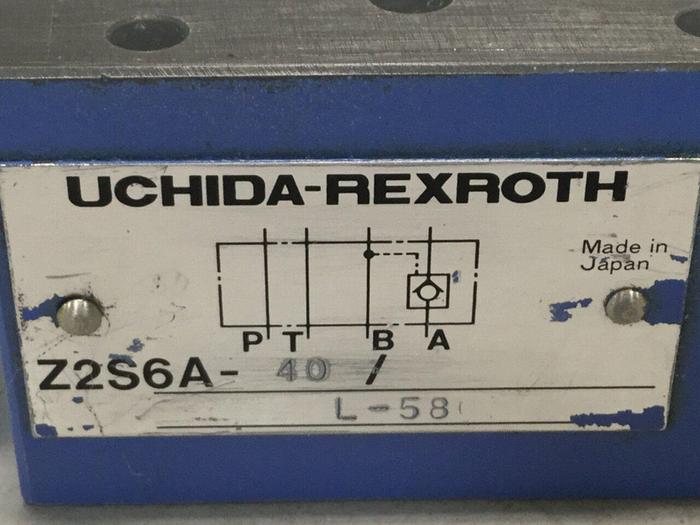 UCHIDA-REXROTH
Made in
Japan
P T B A
Z2S6A- 40 /
L-58